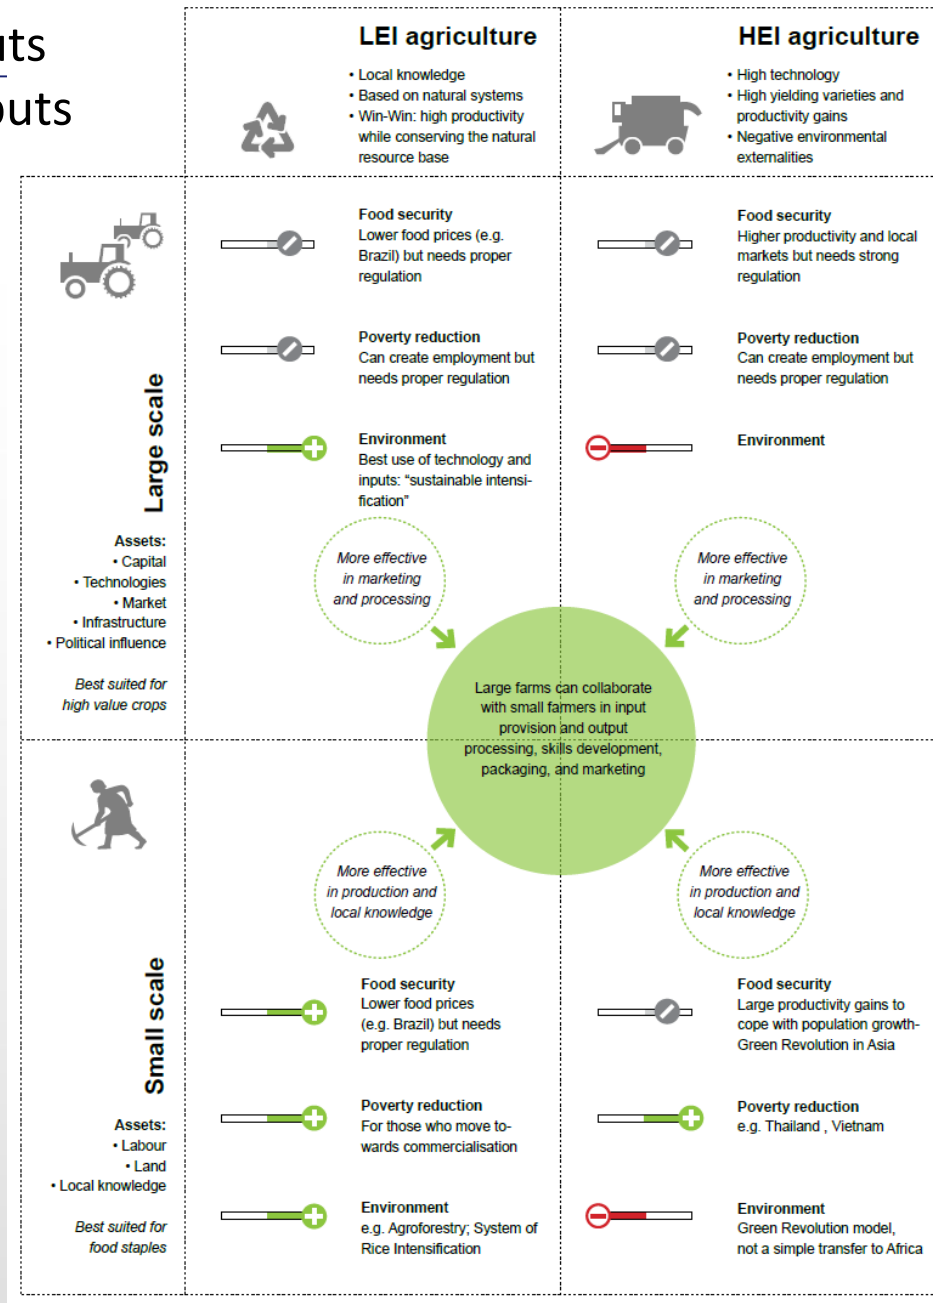 uts
puts
LEI agriculture
• Local knowledge
• Based on natural systems
• Win-Win: high productivity
while conserving the natural
resource base
HEI agriculture
• High technology
• High yielding varieties and
productivity gains
• Negative environmental
externalities
Large scale
Assets:
• Capital
• Technologies
• Market
• Infrastructure
• Political influence
Best suited for
high value crops
Food security
Lower food prices (e.g.
Brazil) but needs proper
regulation
Poverty reduction
Can create employment but
needs proper regulation
Environment
Best use of technology and
inputs: “sustainable intensi-
fication”
More effective
in marketing
and processing
Food security
Higher productivity and local
markets but needs strong
regulation
Poverty reduction
Can create employment but
needs proper regulation
Environment
More effective
in marketing
and processing
Large farms can collaborate
with small farmers in input
provision and output
processing, skills development,
packaging, and marketing
Small scale
Assets:
• Labour
• Land
• Local knowledge
Best suited for
food staples
More effective
in production and
local knowledge
Food security
Lower food prices
(e.g. Brazil) but needs
proper regulation
Poverty reduction
For those who move to-
wards commercialisation
Environment
e.g. Agroforestry; System of
Rice Intensification
More effective
in production and
local knowledge
Food security
Large productivity gains to
cope with population growth-
Green Revolution in Asia
Poverty reduction
e.g. Thailand , Vietnam
Environment
Green Revolution model,
not a simple transfer to Africa